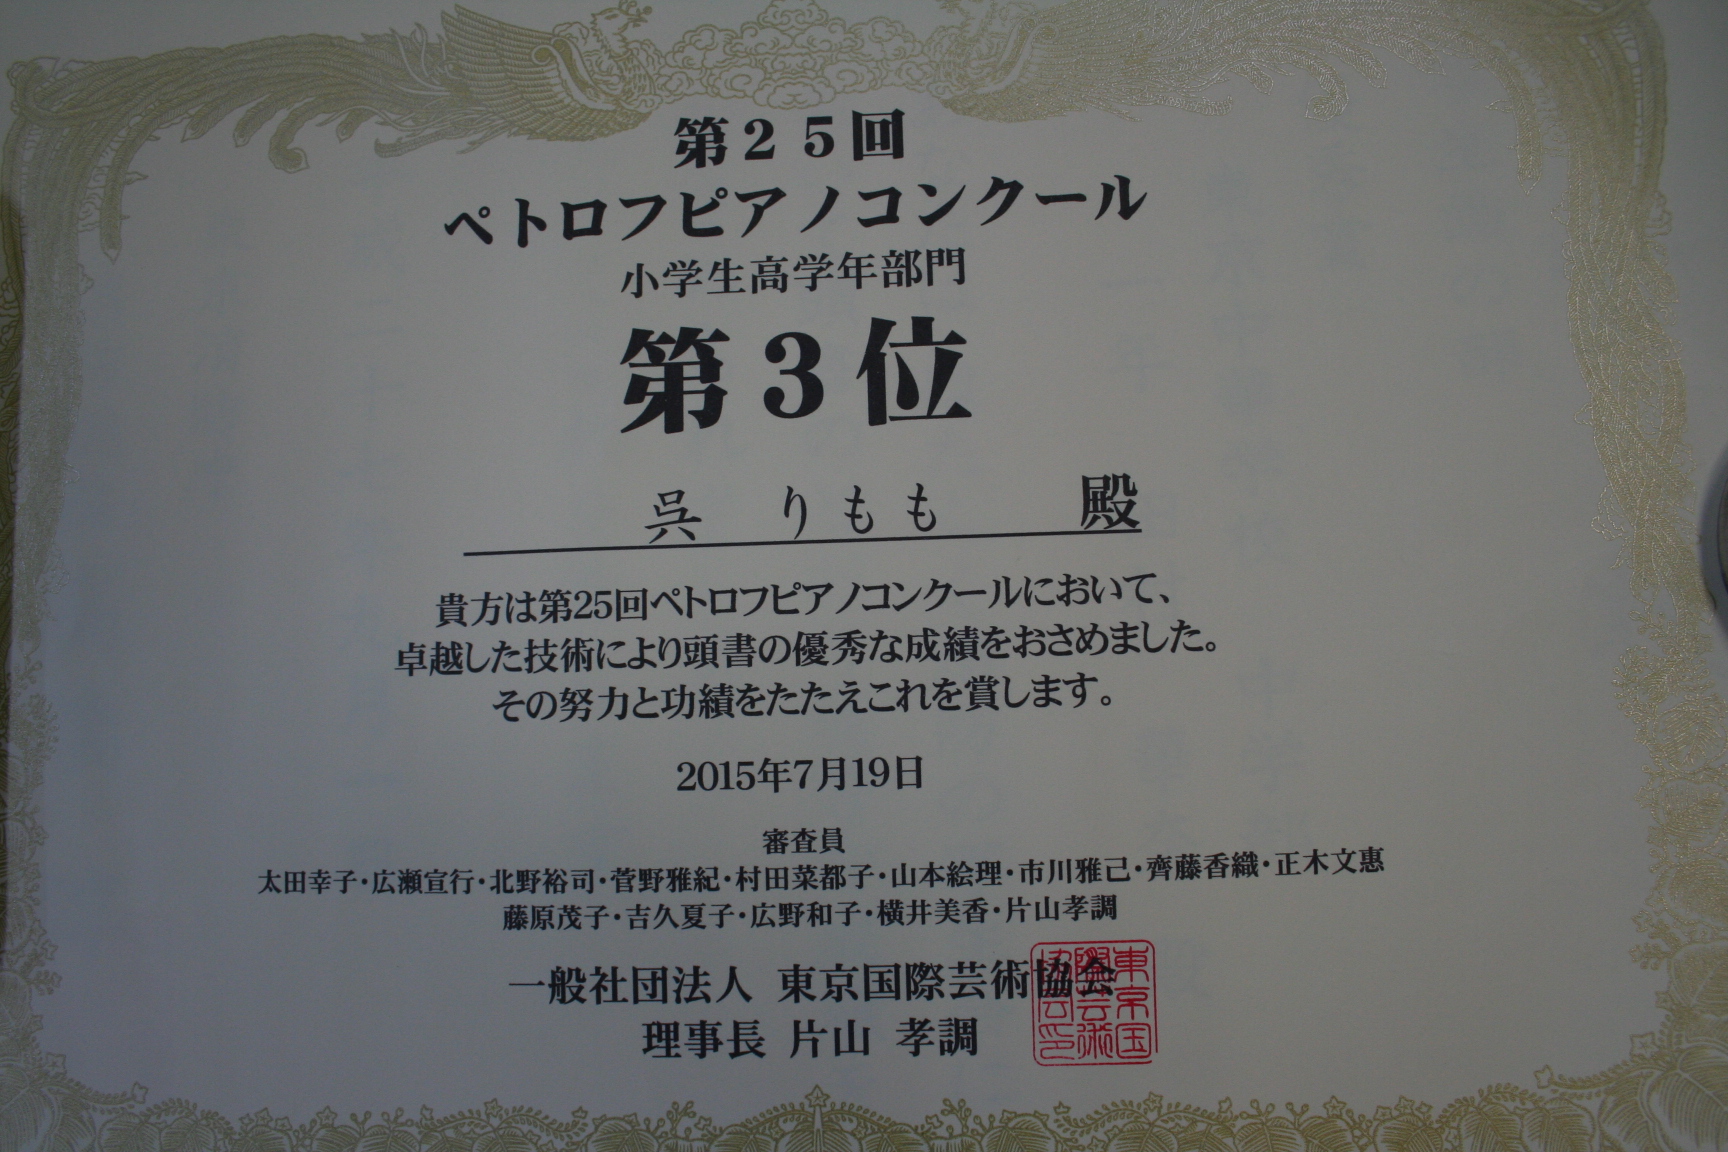 第２５回
ペトロフピアノコンクール
小学生高学年部門
第３位
呉 りもも 殿
貴方は第25回ペトロフピアノコンクールにおいて、
卓越した技術により頭書の優秀な成績をおさめました。
その努力と功績をたたえこれを賞します。
2015年7月19日
審査員
太田幸子・広瀬宣行・北野裕司・菅野雅紀・村田菜都子・山本絵理・市川雅己・齊藤香織・正木文惠
藤原茂子・吉久夏子・広野和子・横井美香・片山孝調
一般社団法人 東京国際芸術協会
理事長 片山 孝調
東京国際芸術協会印